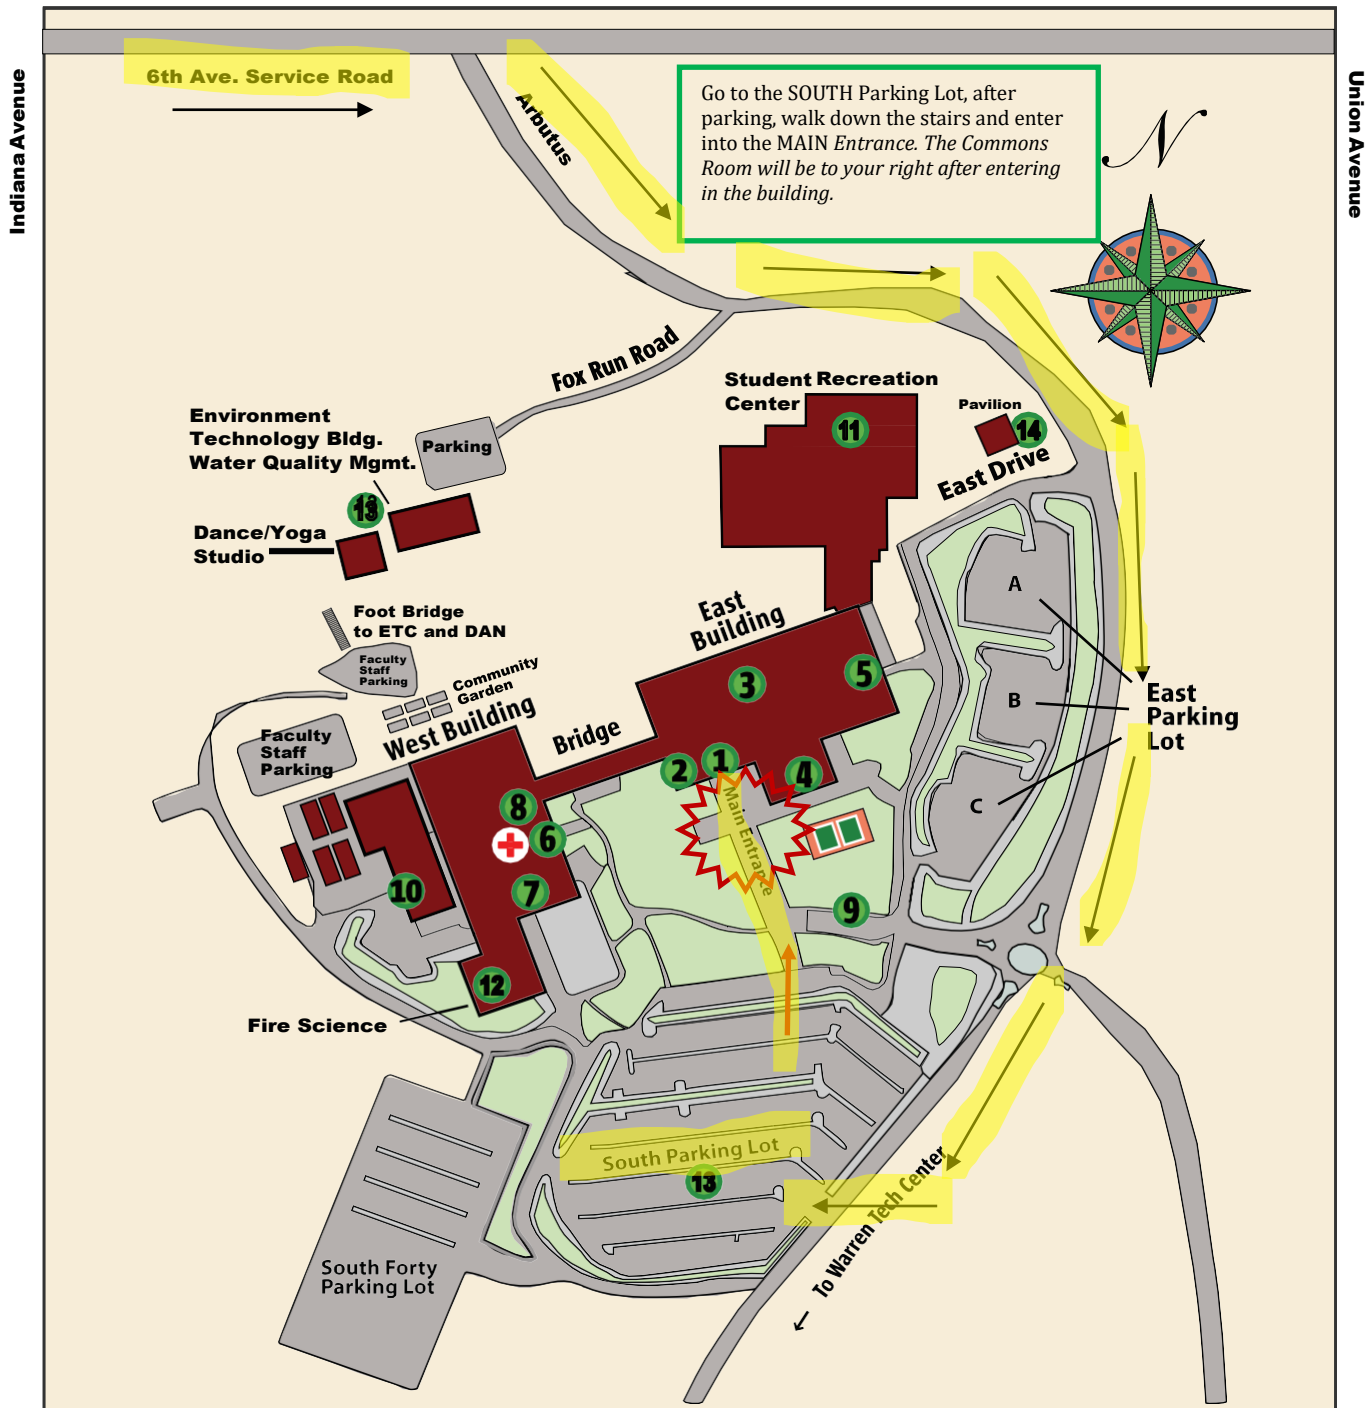 6th Ave. Service Road
Indiana Avenue
Union Avenue
Arbutus
Go to the SOUTH Parking Lot, after
parking, walk down the stairs and enter
into the MAIN Entrance. The Commons
Room will be to your right after entering
in the building.
N
Fox Run Road
Student Recreation
Center
11
Pavilion
14
East Drive
Environment
Technology Bldg.
Water Quality Mgmt.
Parking
13
Dance/Yoga
Studio
Foot Bridge
to ETC and DAN
Faculty
Staff
Parking
Community
Garden
East
Building
A
B
C
East
Parking
Lot
3
5
West Building
Bridge
Faculty
Staff
Parking
2
1
4
Main Entrance
8
6
7
10
9
12
Fire Science
South Parking Lot
13
To Warren Tech Center
South Forty
Parking Lot